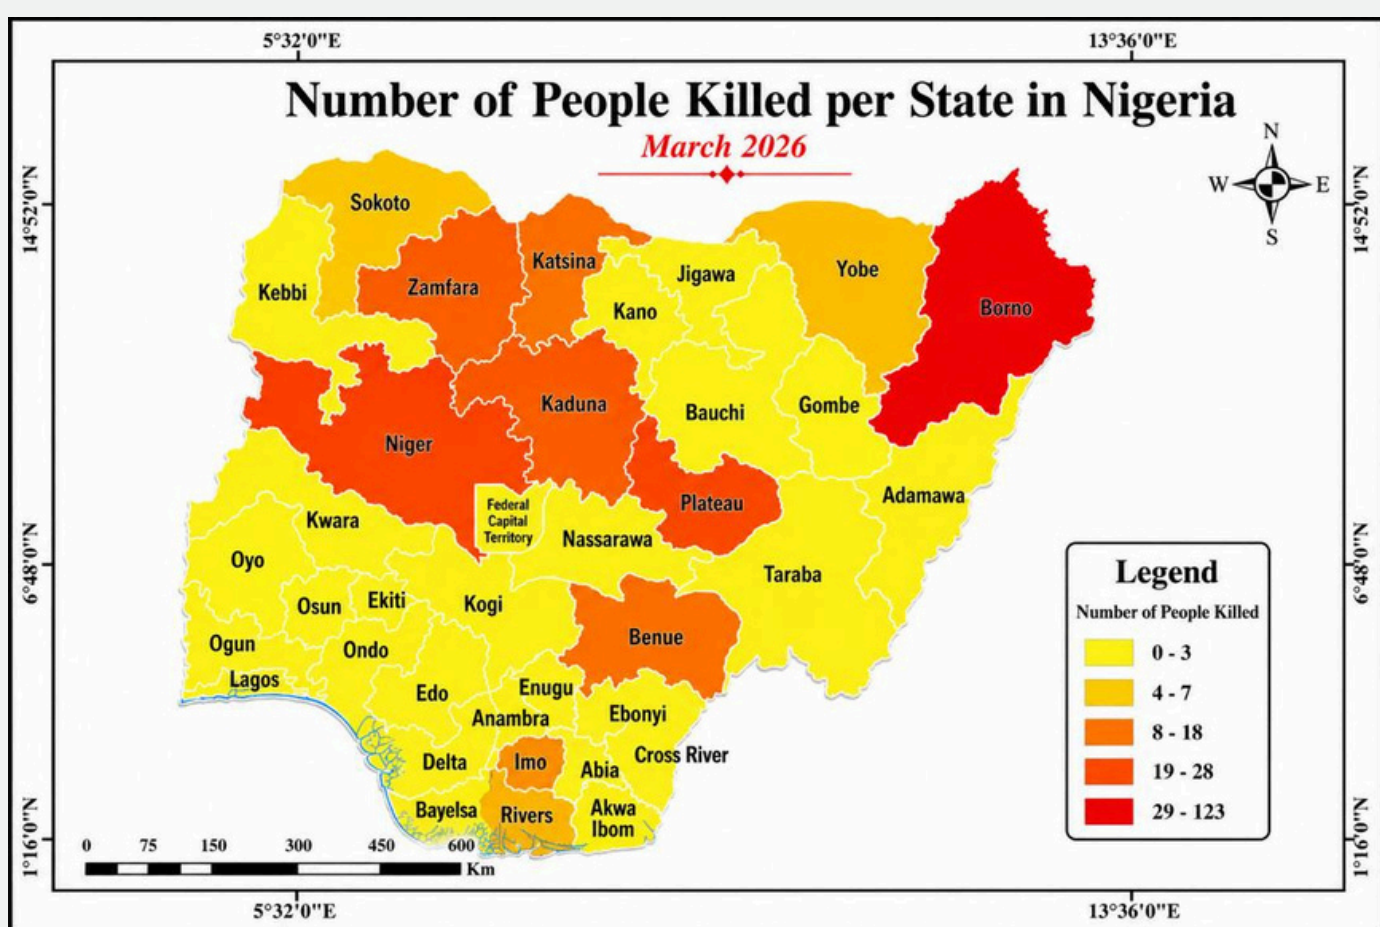 5°32'0"E
13°36'0"E
Number of People Killed per State in Nigeria
March 2026
N
W
E
S
14°52'0"N
14°52'0"N
Sokoto
Kebbi
Zamfara
Katsina
Jigawa
Kano
Yobe
Borno
Kaduna
Bauchi
Gombe
Niger
Plateau
Adamawa
Federal
Capital
Territory
Kwara
Nassarawa
Oyo
Taraba
6°48'0"N
6°48'0"N
Osun
Ekiti
Kogi
Ogun
Ondo
Benue
Lagos
Edo
Enugu
Anambra
Ebonyi
Delta
Imo
Abia
Cross River
Bayelsa
Rivers
Akwa
Ibom
Legend
Number of People Killed
0 - 3
4 - 7
8 - 18
19 - 28
29 - 123
1°16'0"N
1°16'0"N
0 75 150 300 450 600
Km
5°32'0"E
13°36'0"E